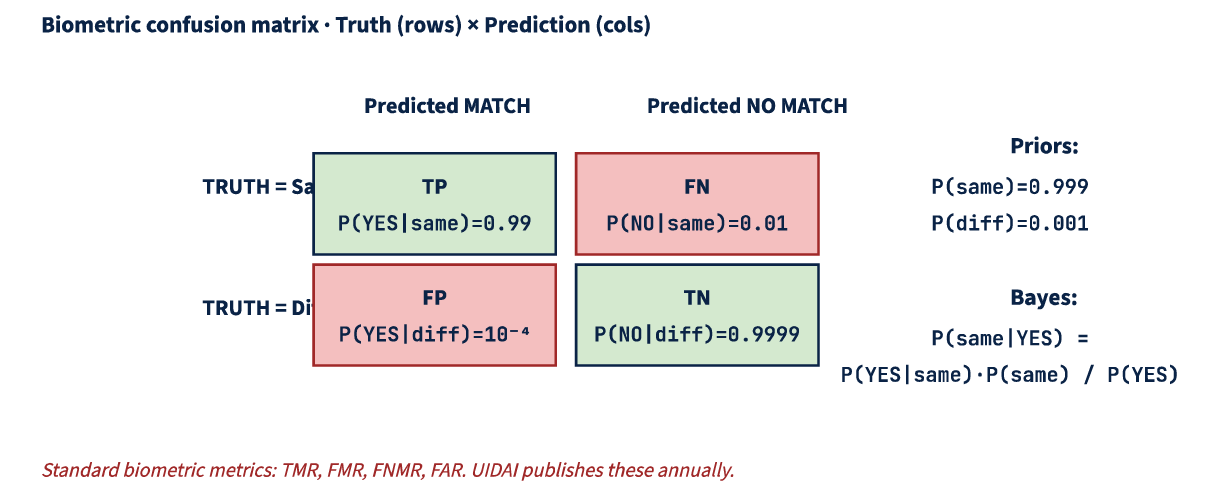 Biometric confusion matrix · Truth (rows) × Prediction (cols)
Predicted MATCH Predicted NO MATCH
Priors:
TRUTH = Sa TP FN P(same)=0.999
P(YES|same)=0.99 P(NO|same)=0.01 P(diff)=0.001
TRUTH = Di FP TN Bayes:
P(YES|diff)=10⁻⁴ P(NO|diff)=0.9999 P(same|YES) =
P(YES|same)·P(same) / P(YES)
Standard biometric metrics: TMR, FMR, FNMR, FAR. UIDAI publishes these annually.